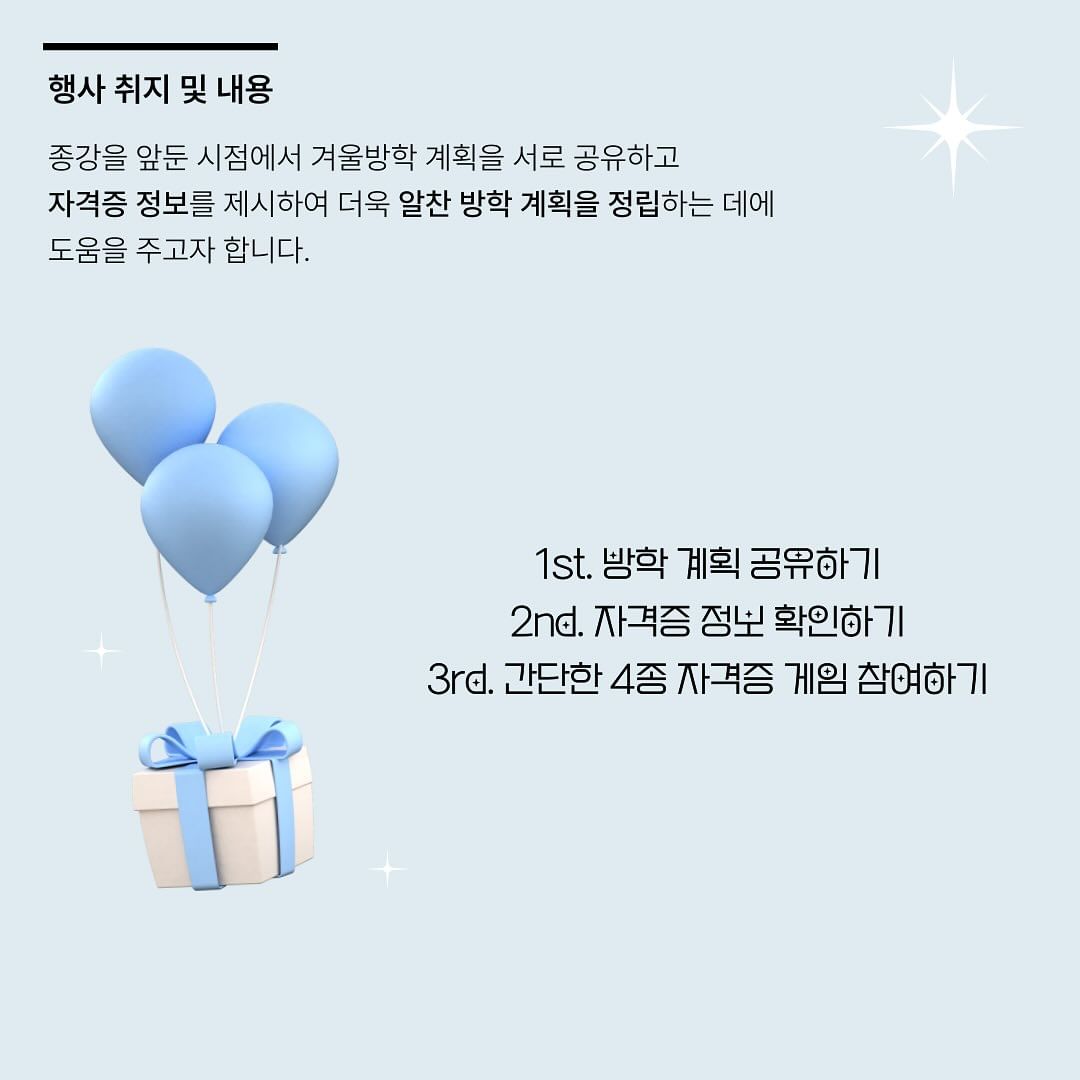 행사 취지 및 내용
종강을 앞둔 시점에서 겨울방학 계획을 서로 공유하고
자격증 정보를 제시하여 더욱 알찬 방학 계획을 정립하는 데에
도움을 주고자 합니다.
1st. 방학 계획 공유하기
2nd. 자격증 정보 확인하기
3rd. 간단한 4종 자격증 게임 참여하기